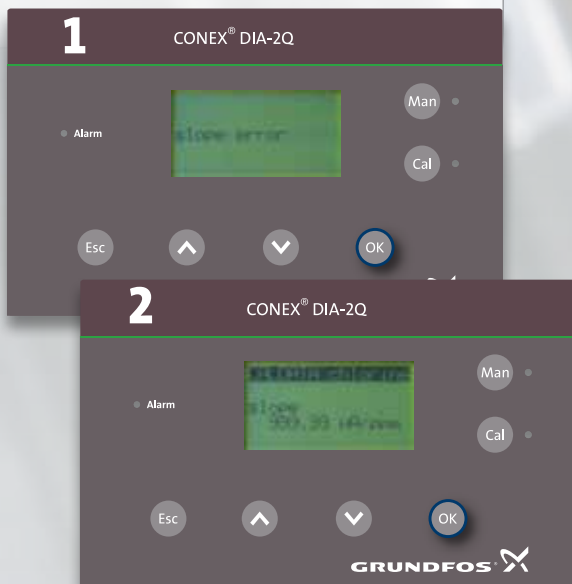 1
CONEX® DIA-2Q
Man
Alarm
slope error
Cal
Esc
OK
2
CONEX® DIA-2Q
Man
Alarm
slope
Cal
Esc
OK
GRUNDFOS